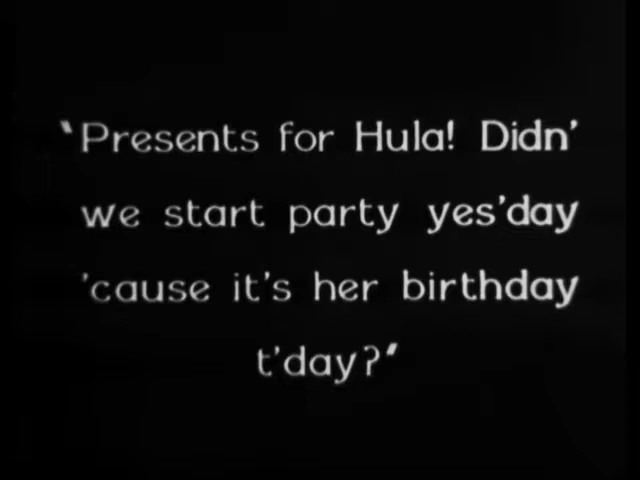 "Presents for Hula! Didn'
we start party yes'day
'cause it's her birthday
t'day?"